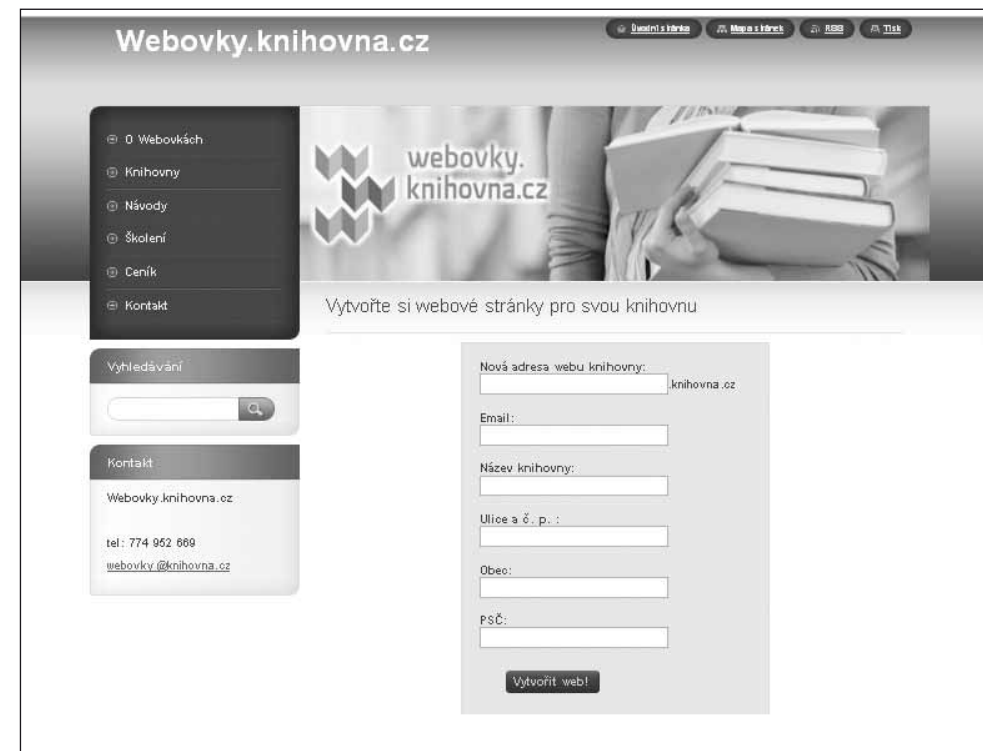 Webovky.knihovna.cz
Úvodní stránka
Mapa stránek
RSS
Tisk
O Webovkách
Knihovny
Návody
Školení
Ceník
Kontakt
webovky.
knihovna.cz
Vytvořte si webové stránky pro svou knihovnu
Vyhledávání
Kontakt
Webovky.knihovna.cz
tel: 774 952 669
webovky@knihovna.cz
Nová adresa webu knihovny:
.knihovna.cz
Email:
Název knihovny:
Ulice a č. p. :
Obec:
PSČ:
Vytvořit web!